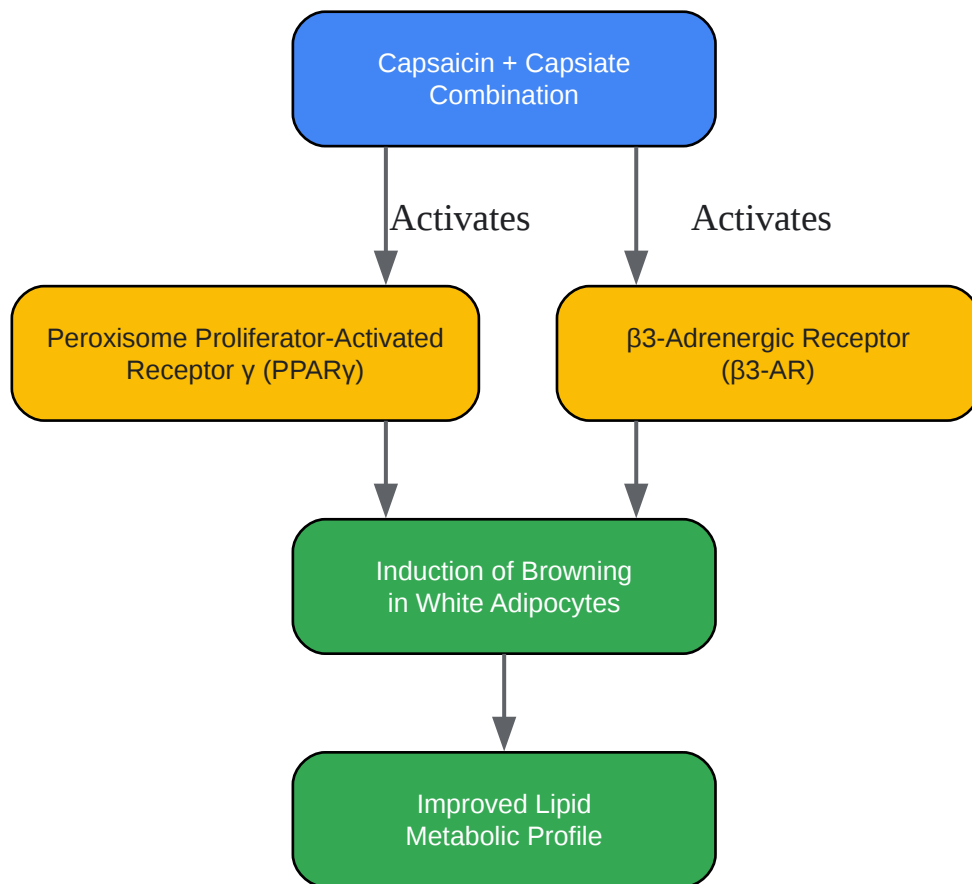 Capsaicin + Capsiate
Combination
Activates
Activates
Peroxisome Proliferator-Activated
Receptor γ (PPARγ)
β3-Adrenergic Receptor
(β3-AR)
Induction of Browning
in White Adipocytes
Improved Lipid
Metabolic Profile